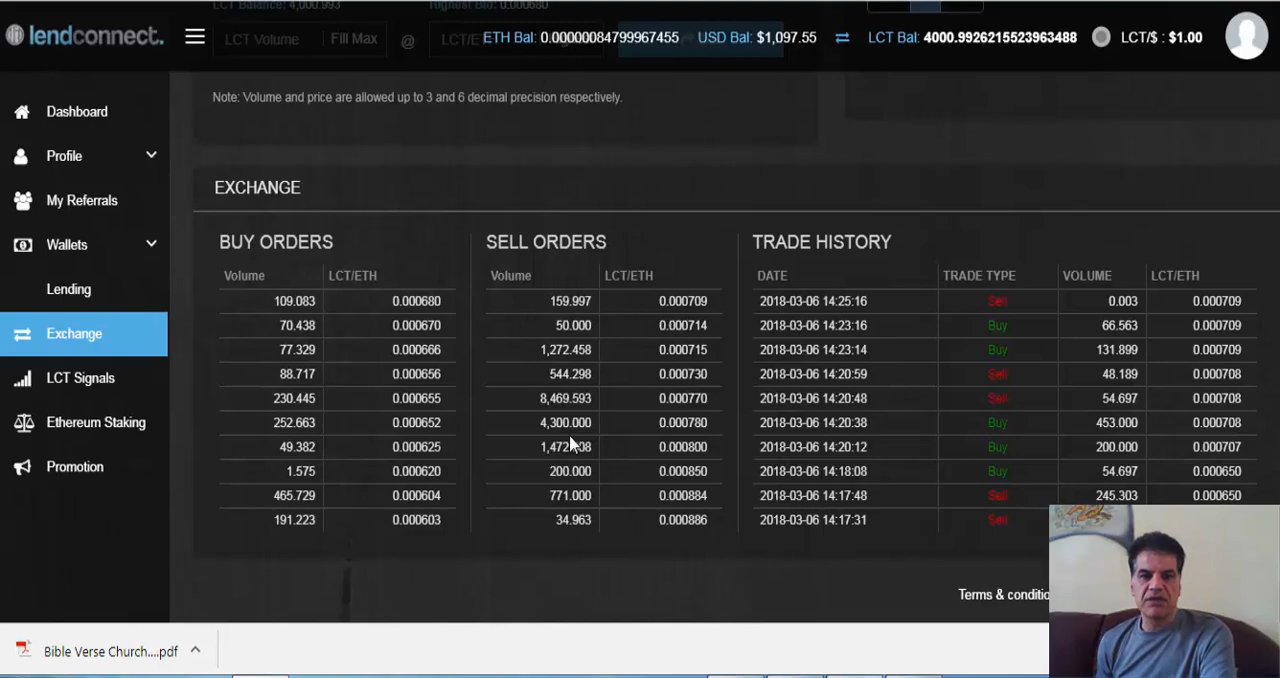 LCT Balance: 4,000.993 Highest Bid: 0.000680
lendconnect. LCT Volume Fill Max @ LCT/E ETH Bal: 0.00000084799967455 USD Bal: $1,097.55 LCT Bal: 4000.9926215523963488 LCT/$ : $1.00
Note: Volume and price are allowed up to 3 and 6 decimal precision respectively.
Dashboard
Profile
My Referrals
Wallets
Lending
Exchange
LCT Signals
Ethereum Staking
Promotion
EXCHANGE
BUY ORDERS
Volume LCT/ETH
109.083 0.000680
70.438 0.000670
77.329 0.000666
88.717 0.000656
230.445 0.000655
252.663 0.000652
49.382 0.000625
1.575 0.000620
465.729 0.000604
191.223 0.000603
SELL ORDERS
Volume LCT/ETH
159.997 0.000709
50.000 0.000714
1,272.458 0.000715
544.298 0.000730
8,469.593 0.000770
4,300.000 0.000780
0.000800
200.000 0.000850
771.000 0.000884
34.963 0.000886
TRADE HISTORY
DATE TRADE TYPE VOLUME LCT/ETH
2018-03-06 14:25:16 Sell 0.003 0.000709
2018-03-06 14:23:16 Buy 66.563 0.000709
2018-03-06 14:23:14 Buy 131.899 0.000709
2018-03-06 14:20:59 Sell 48.189 0.000708
2018-03-06 14:20:48 Sell 54.697 0.000708
2018-03-06 14:20:38 Buy 453.000 0.000708
2018-03-06 14:20:12 Buy 200.000 0.000707
2018-03-06 14:18:08 Buy 54.697 0.000650
2018-03-06 14:17:48 Sell 245.303 0.000650
2018-03-06 14:17:31 Sell
Terms & conditio
Bible Verse Church....pdf